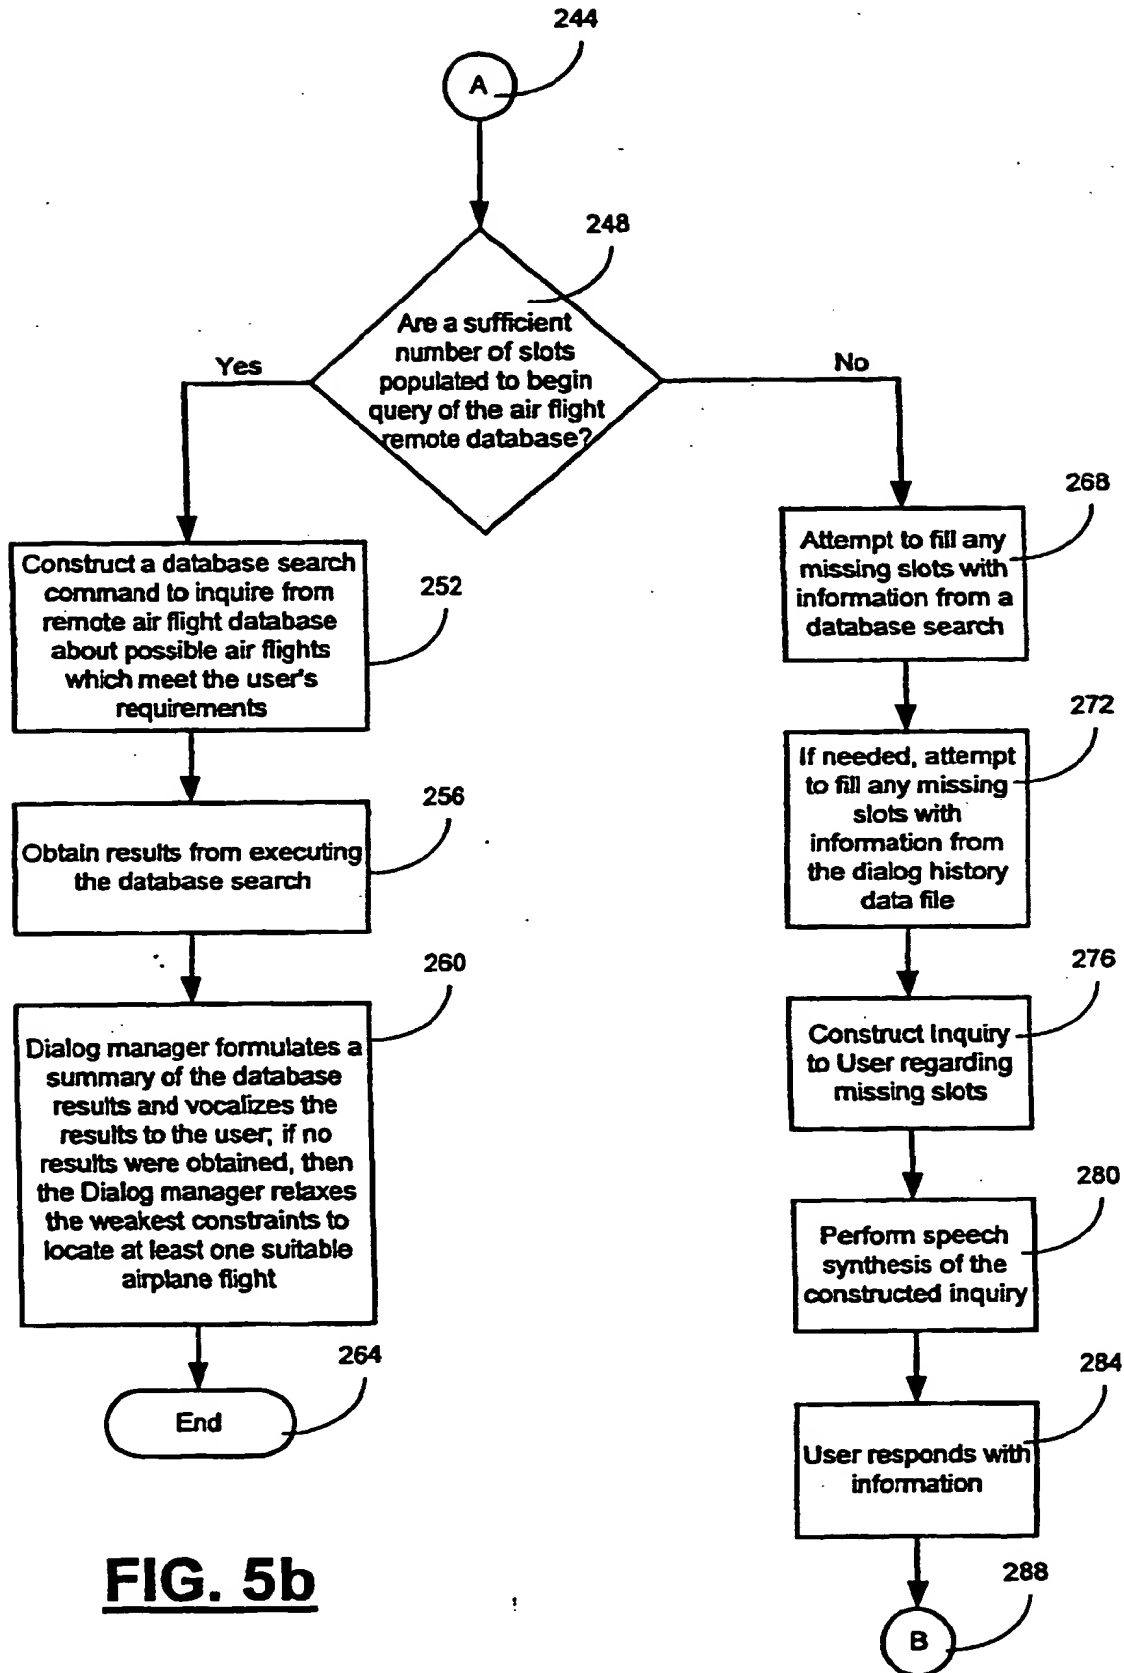 244
A
248
Are a sufficient
number of slots
populated to begin
query of the air flight
remote database?
Yes
No
Construct a database search
command to inquire from
remote air flight database
about possible air flights
which meet the user's
requirements
252
Obtain results from executing
the database search
256
Dialog manager formulates a
summary of the database
results and vocalizes the
results to the user; if no
results were obtained, then
the Dialog manager relaxes
the weakest constraints to
locate at least one suitable
airplane flight
260
End
264
Attempt to fill any
missing slots with
information from a
database search
268
If needed, attempt
to fill any missing
slots with
information from
the dialog history
data file
272
Construct Inquiry
to User regarding
missing slots
276
Perform speech
synthesis of the
constructed inquiry
280
User responds with
information
284
B
288
FIG. 5b